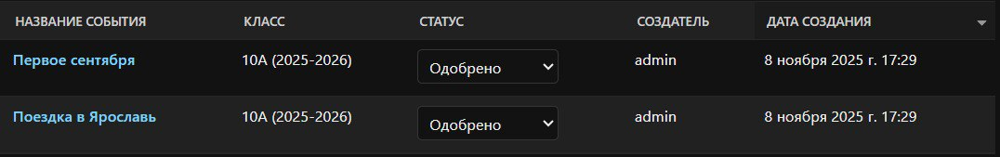 НАЗВАНИЕ СОБЫТИЯ КЛАСС СТАТУС СОЗДАТЕЛЬ ДАТА СОЗДАНИЯ
Первое сентября 10А (2025-2026) Одобрено admin 8 ноября 2025 г. 17:29
Поездка в Ярославь 10А (2025-2026) Одобрено admin 8 ноября 2025 г. 17:29